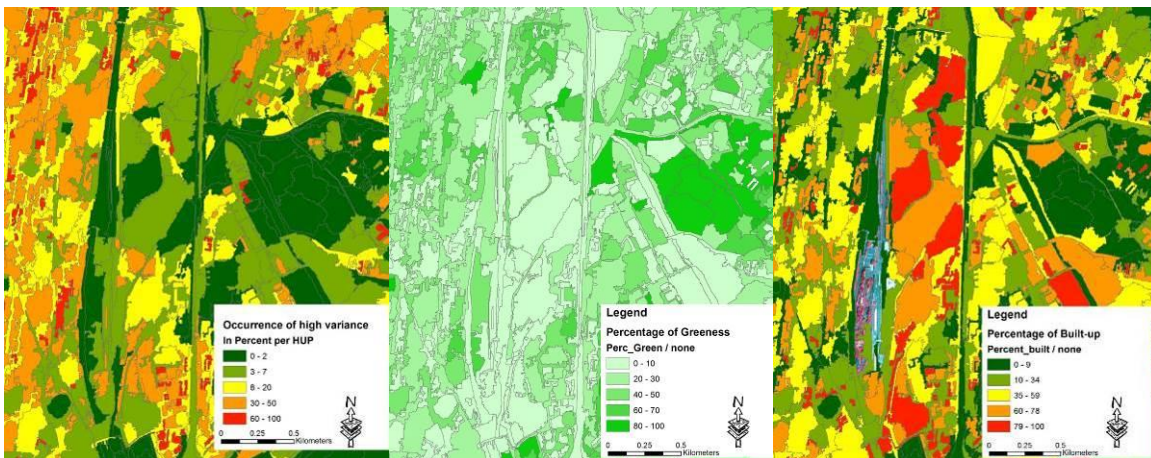 Occurrence of high variance
In Percent per HUP
0 - 2
3 - 7
8 - 20
30 - 50
60 - 100
N
0 0.25 0.5
Kilometers
Legend
Percentage of Greeness
Perc_Green / none
0 - 10
20 - 30
40 - 50
60 - 70
80 - 100
N
0 0.25 0.5
Kilometers
Legend
Percentage of Built-up
Percent_built / none
0 - 9
10 - 34
35 - 59
60 - 78
79 - 100
N
0 0.25 0.5
Kilometers